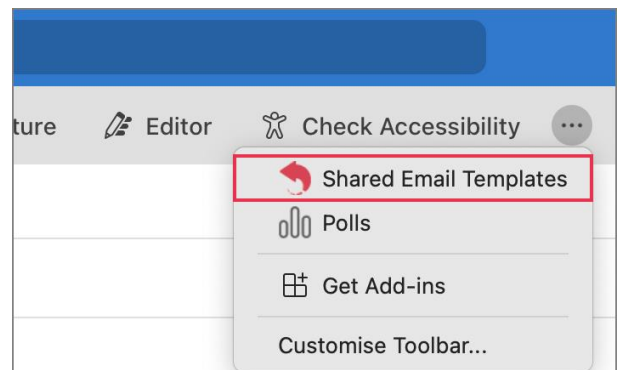 ture Editor Check Accessibility ...
Shared Email Templates
Polls
Get Add-ins
Customise Toolbar...